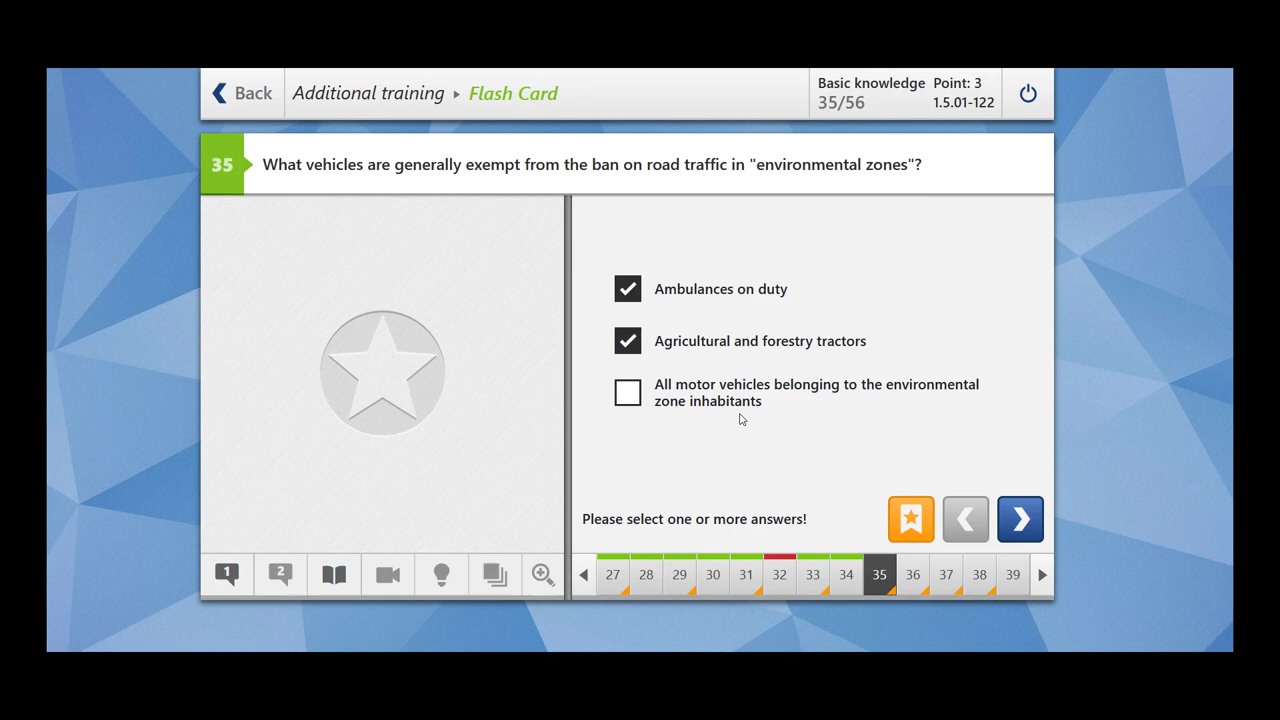 Back
Additional training ▸ Flash Card
Basic knowledge Point: 3
35/56 1.5.01-122
35
What vehicles are generally exempt from the ban on road traffic in "environmental zones"?
Ambulances on duty
Agricultural and forestry tractors
All motor vehicles belonging to the environmental
zone inhabitants
Please select one or more answers!
1 2
27 28 29 30 31 32 33 34 35 36 37 38 39